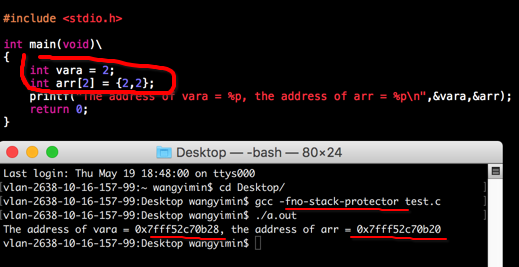 #include <stdio.h>
int main(void)\
{
int vara = 2;
int arr[2] = {2,2};
printf("The address of vara = %p, the address of arr = %p\n",&vara,&arr);
return 0;
}
Desktop — -bash — 80×24
Last login: Thu May 19 18:48:00 on ttys000
[vlan-2638-10-16-157-99:~ wangyimin$ cd Desktop/ ]
[vlan-2638-10-16-157-99:Desktop wangyimin$ gcc -fno-stack-protector test.c ]
[vlan-2638-10-16-157-99:Desktop wangyimin$ ./a.out ]
The address of vara = 0x7fff52c70b28, the address of arr = 0x7fff52c70b20
vlan-2638-10-16-157-99:Desktop wangyimin$